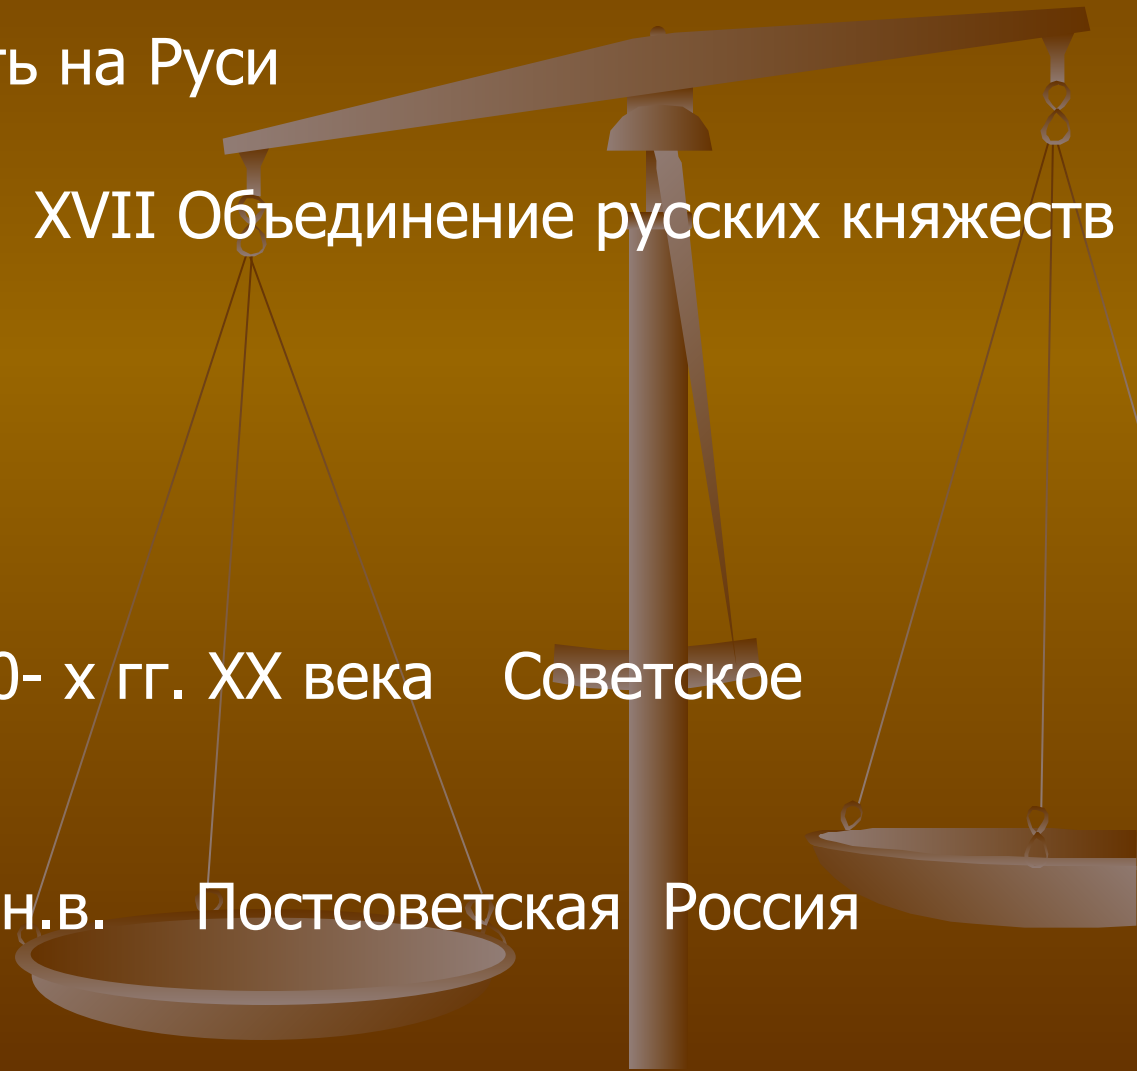 ть на Руси
XVII Объединение русских княжеств
0- х гг. XX века Советское
н.в. Постсоветская Россия